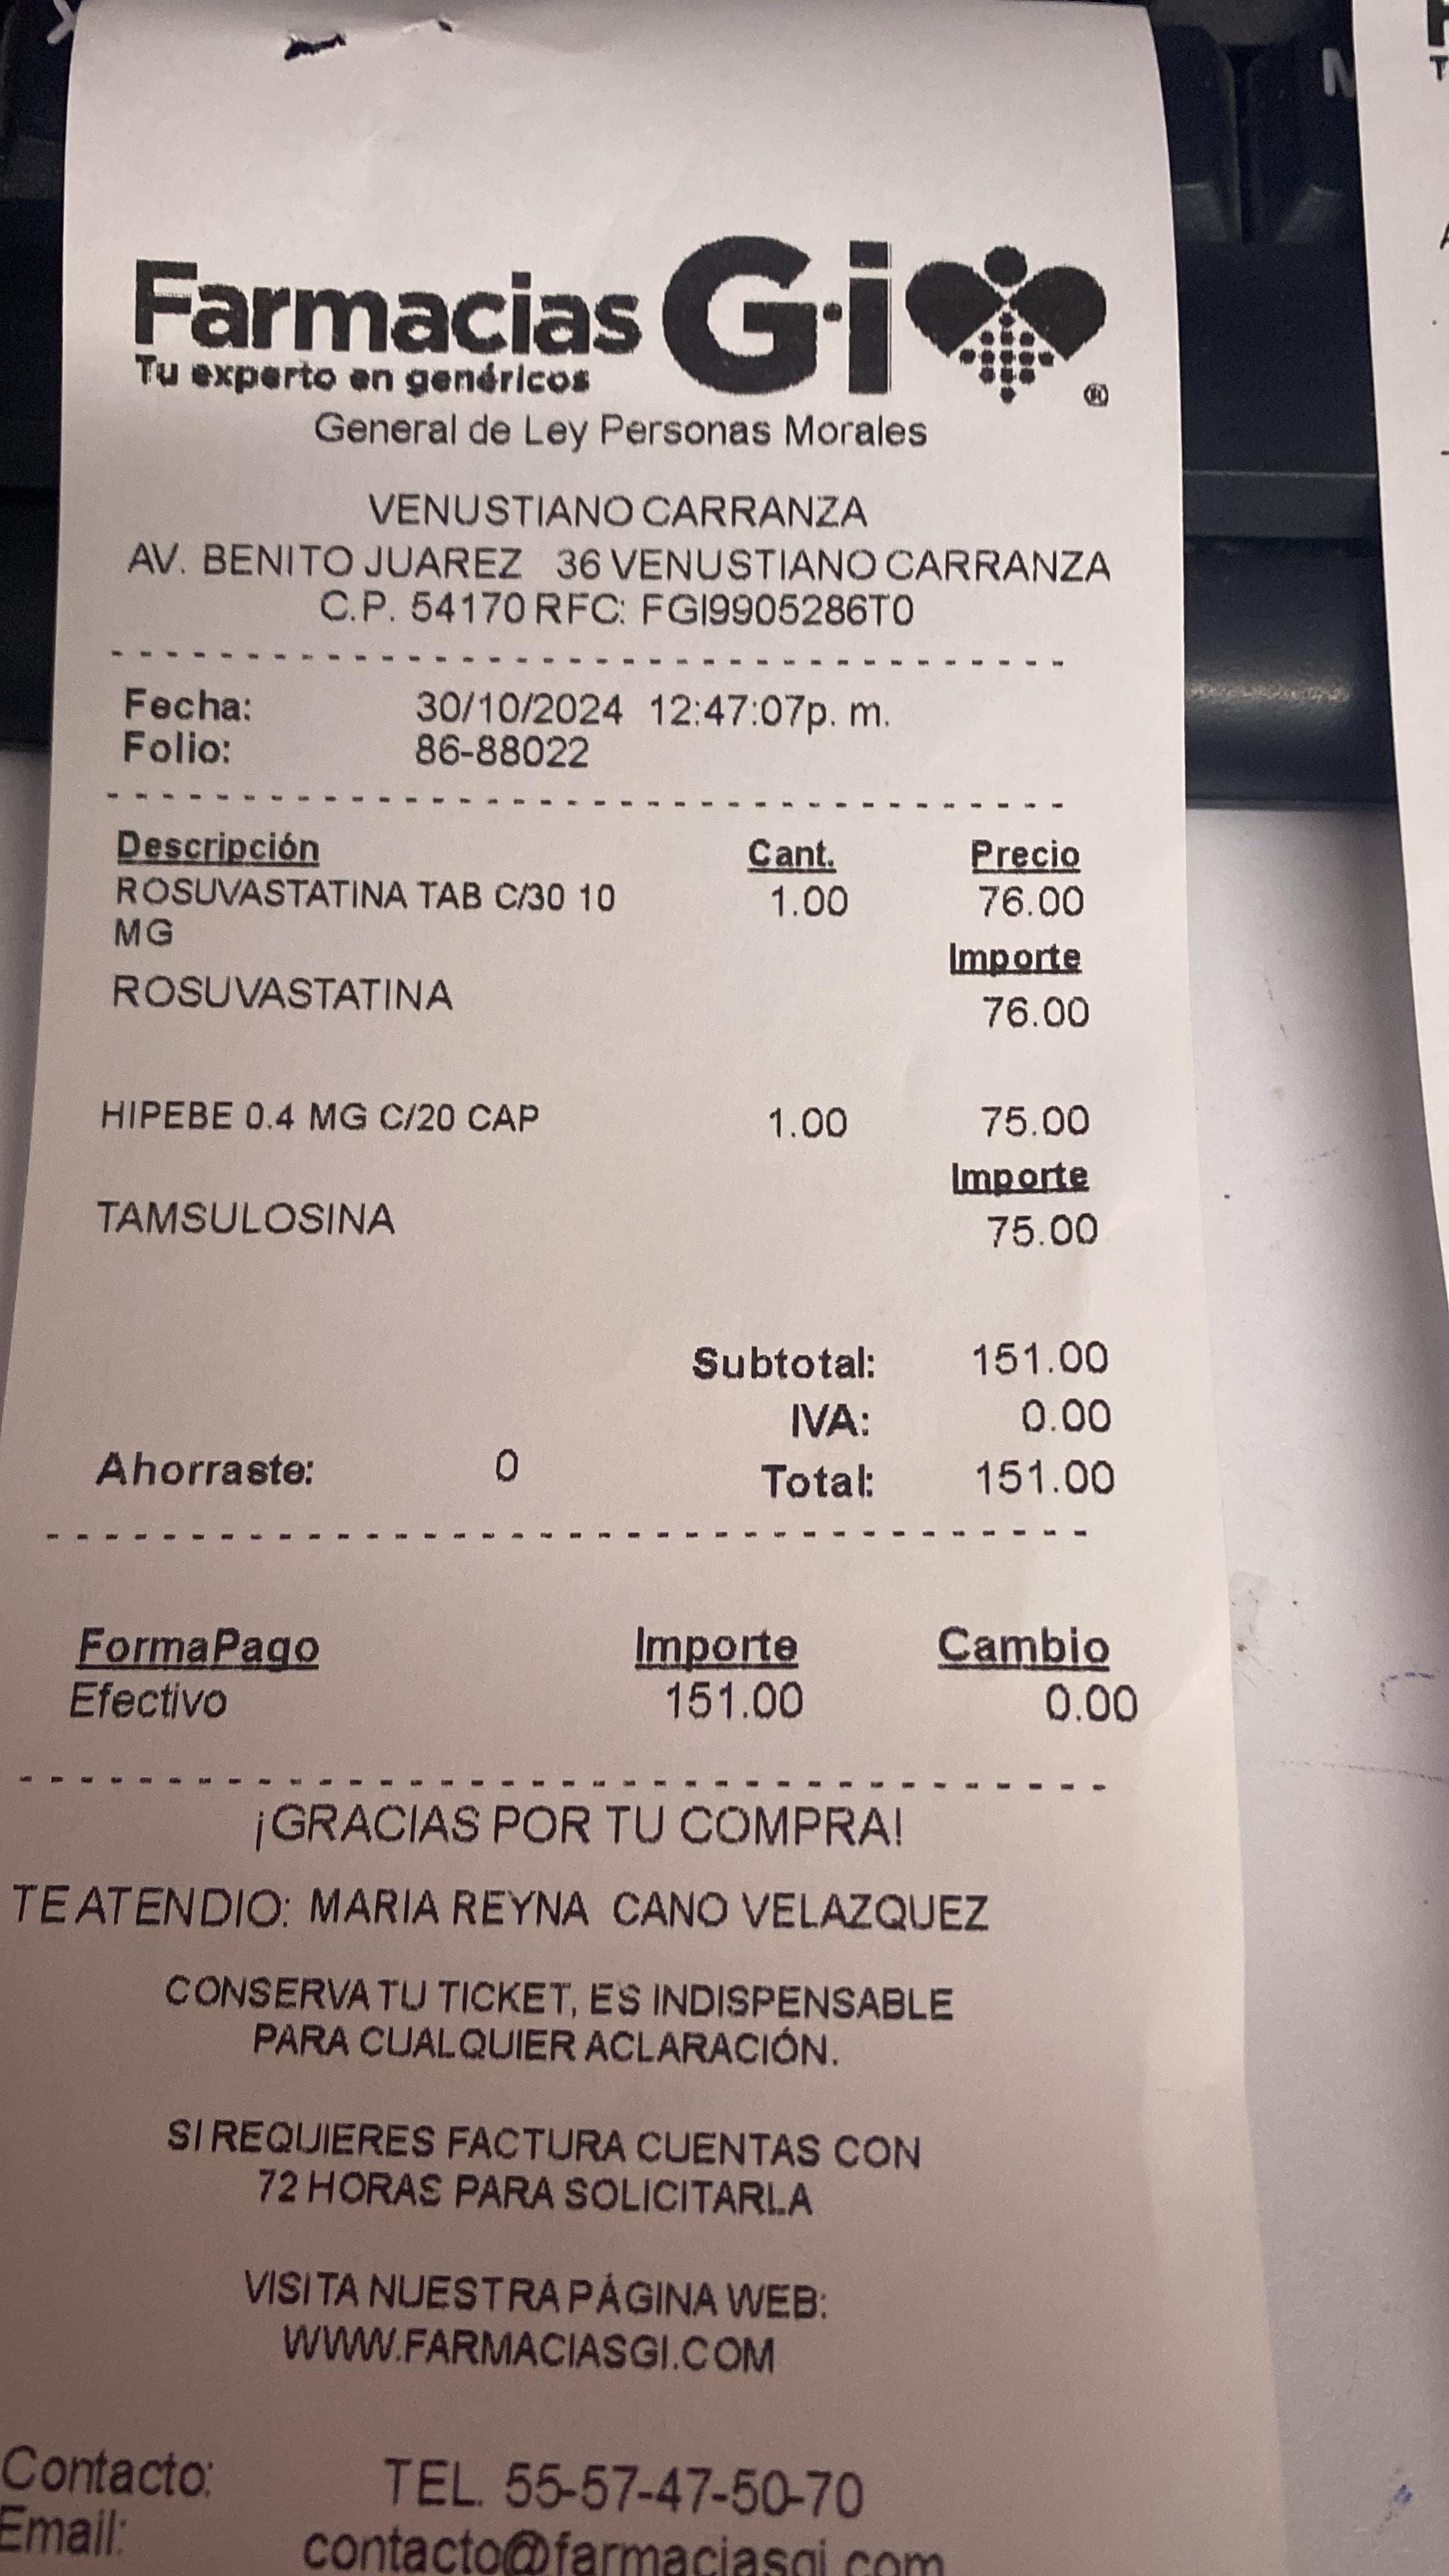 Farmacias G·i
Tu experto en genéricos
®
General de Ley Personas Morales
VENUSTIANO CARRANZA
AV. BENITO JUAREZ 36 VENUSTIANO CARRANZA
C.P. 54170 RFC: FGI9905286T0
Fecha: 30/10/2024 12:47:07p. m.
Folio: 86-88022
Descripción Cant. Precio
ROSUVASTATINA TAB C/30 10 1.00 76.00
MG
Importe
ROSUVASTATINA 76.00
HIPEBE 0.4 MG C/20 CAP 1.00 75.00
Importe
TAMSULOSINA 75.00
Subtotal: 151.00
IVA: 0.00
Ahorraste: 0 Total: 151.00
FormaPago Importe Cambio
Efectivo 151.00 0.00
¡GRACIAS POR TU COMPRA!
TE ATENDIO: MARIA REYNA CANO VELAZQUEZ
CONSERVA TU TICKET, ES INDISPENSABLE
PARA CUALQUIER ACLARACIÓN.
SI REQUIERES FACTURA CUENTAS CON
72 HORAS PARA SOLICITARLA
VISITA NUESTRA PÁGINA WEB:
WWW.FARMACIASGI.COM
Contacto: TEL. 55-57-47-50-70
Email: contacto@farmaciasgi.com
M